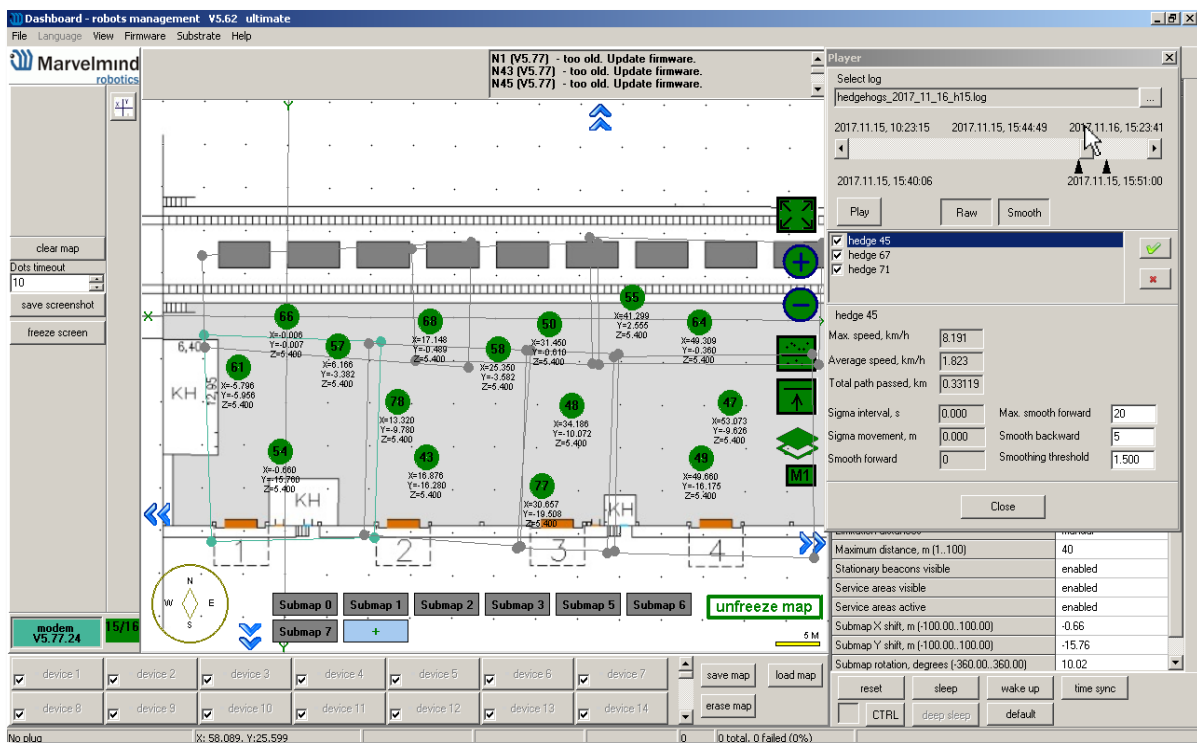 Dashboard - robots management V5.62 ultimate
File Language View Firmware Substrate Help
Marvelmind
robotics
N1 (V5.77) - too old. Update firmware.
N43 (V5.77) - too old. Update firmware.
N45 (V5.77) - too old. Update firmware.
clear map
Dots timeout
10
save screenshot
freeze screen
modem
V5.77.24
15/16
6,40
12,95
KH
66
X=-0.006
Y=-0.007
Z=5.400
57
X=6.166
Y=-3.382
Z=5.400
68
X=17.148
Y=-0.489
Z=5.400
58
X=25.350
Y=-3.582
Z=5.400
50
X=31.450
Y=-0.610
Z=5.400
55
X=41.299
Y=2.555
Z=5.400
64
X=49.309
Y=-0.360
Z=5.400
61
X=-5.796
Y=-5.956
Z=5.400
78
X=13.320
Y=-9.780
Z=5.400
48
X=34.186
Y=-10.072
Z=5.400
47
X=53.073
Y=-9.626
Z=5.400
54
X=-0.660
Y=-15.760
Z=5.400
43
X=16.876
Y=-16.280
Z=5.400
77
X=30.657
Y=-19.508
Z=5.400
49
X=49.660
Y=-16.175
Z=5.400
M1
KH
KH
1
2
3
4
N
W E
S
Submap 0 Submap 1 Submap 2 Submap 3 Submap 5 Submap 6
Submap 7 +
unfreeze map
5 M
Player
Select log
hedgehogs_2017_11_16_h15.log
...
2017.11.15, 10:23:15 2017.11.15, 15:44:49 2017.11.16, 15:23:41
2017.11.15, 15:40:06 2017.11.15, 15:51:00
Play Raw Smooth
hedge 45
hedge 67
hedge 71
hedge 45
Max. speed, km/h 8.191
Average speed, km/h 1.823
Total path passed, km 0.33119
Sigma interval, s 0.000 Max. smooth forward 20
Sigma movement, m 0.000 Smooth backward 5
Smooth forward 0 Smoothing threshold 1.500
Close
Maximum distance, m (1..100) 40
Stationary beacons visible enabled
Service areas visible enabled
Service areas active enabled
Submap X shift, m (-100.00..100.00) -0.66
Submap Y shift, m (-100.00..100.00) -15.76
Submap rotation, degrees (-360.00..360.00) 10.02
reset sleep wake up time sync
CTRL deep sleep default
device 1 device 2 device 3 device 4 device 5 device 6 device 7
device 8 device 9 device 10 device 11 device 12 device 13 device 14
save map load map
erase map
No plug X: 58.089, Y:25.599 0 0 total, 0 failed (0%)